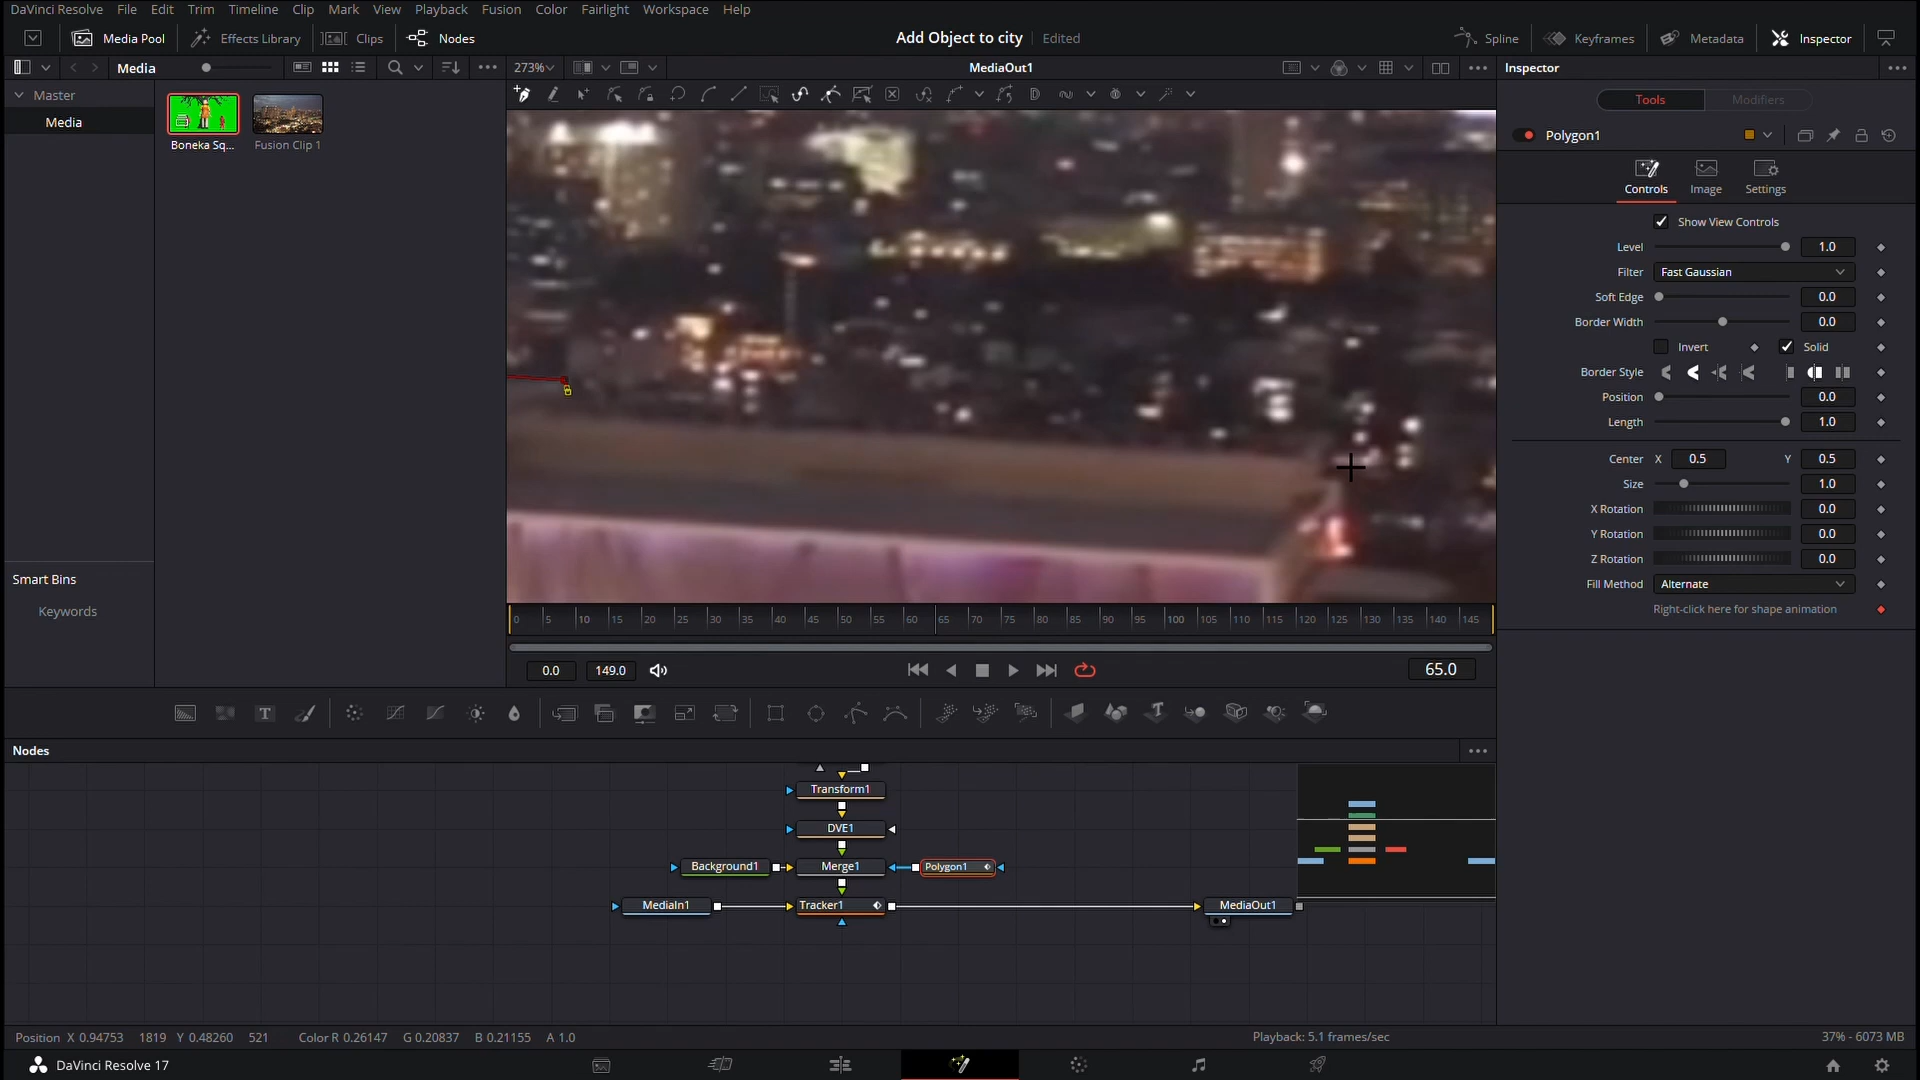 DaVinci Resolve File Edit Trim Timeline Clip Mark View Playback Fusion Color Fairlight Workspace Help
Media Pool Effects Library Clips Nodes Add Object to city Edited Spline Keyframes Metadata Inspector
Media 273% MediaOut1 Inspector
Master
Media
Boneka Sq... Fusion Clip 1
Tools Modifiers
Polygon1
Controls Image Settings
Show View Controls
Level 1.0
Filter Fast Gaussian
Soft Edge 0.0
Border Width 0.0
Invert Solid
Border Style
Position 0.0
Length 1.0
Center X 0.5 Y 0.5
Size 1.0
X Rotation 0.0
Y Rotation 0.0
Z Rotation 0.0
Fill Method Alternate
Right-click here for shape animation
Smart Bins
Keywords
0 5 10 15 20 25 30 35 40 45 50 55 60 65 70 75 80 85 90 95 100 105 110 115 120 125 130 135 140 145
0.0 149.0 65.0
Nodes
Transform1
DVE1
Background1 Merge1 Polygon1
MediaIn1 Tracker1 MediaOut1
Position X 0.94753 1819 Y 0.48260 521 Color R 0.26147 G 0.20837 B 0.21155 A 1.0 Playback: 5.1 frames/sec 37% - 6073 MB
DaVinci Resolve 17